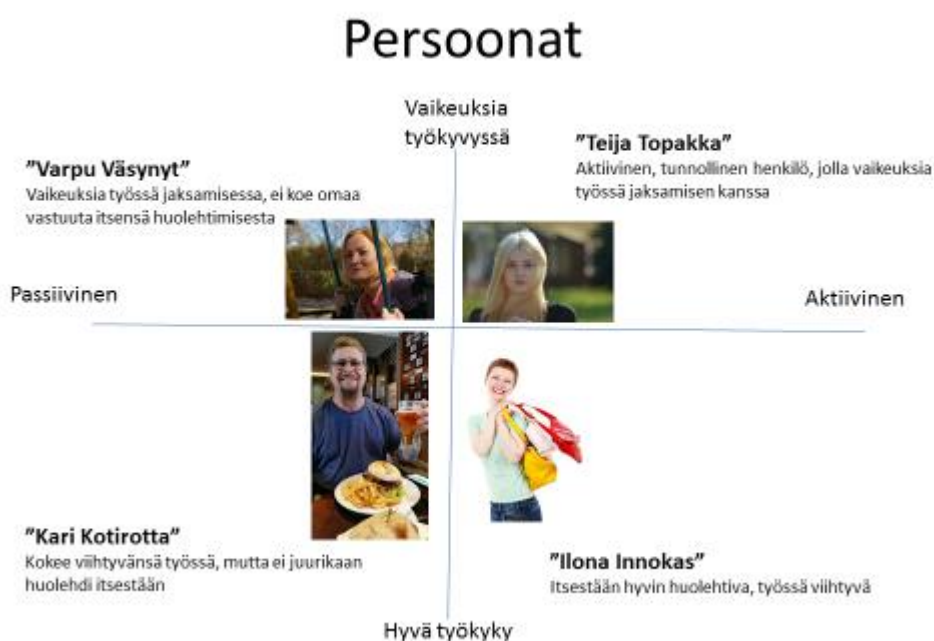 Persoonat
Vaikeuksia
työkyvyssä
"Varpu Väsynyt"
Vaikeuksia työssä jaksamisessa, ei koe omaa
vastuuta itsensä huolehtimisesta
"Teija Topakka"
Aktiivinen, tunnollinen henkilö, jolla vaikeuksia
työssä jaksamisen kanssa
Passiivinen
Aktiivinen
"Kari Kotirotta"
Kokee viihtyvänsä työssä, mutta ei juurikaan
huolehdi itsestään
"Ilona Innokas"
Itsestään hyvin huolehtiva, työssä viihtyvä
Hyvä työkyky